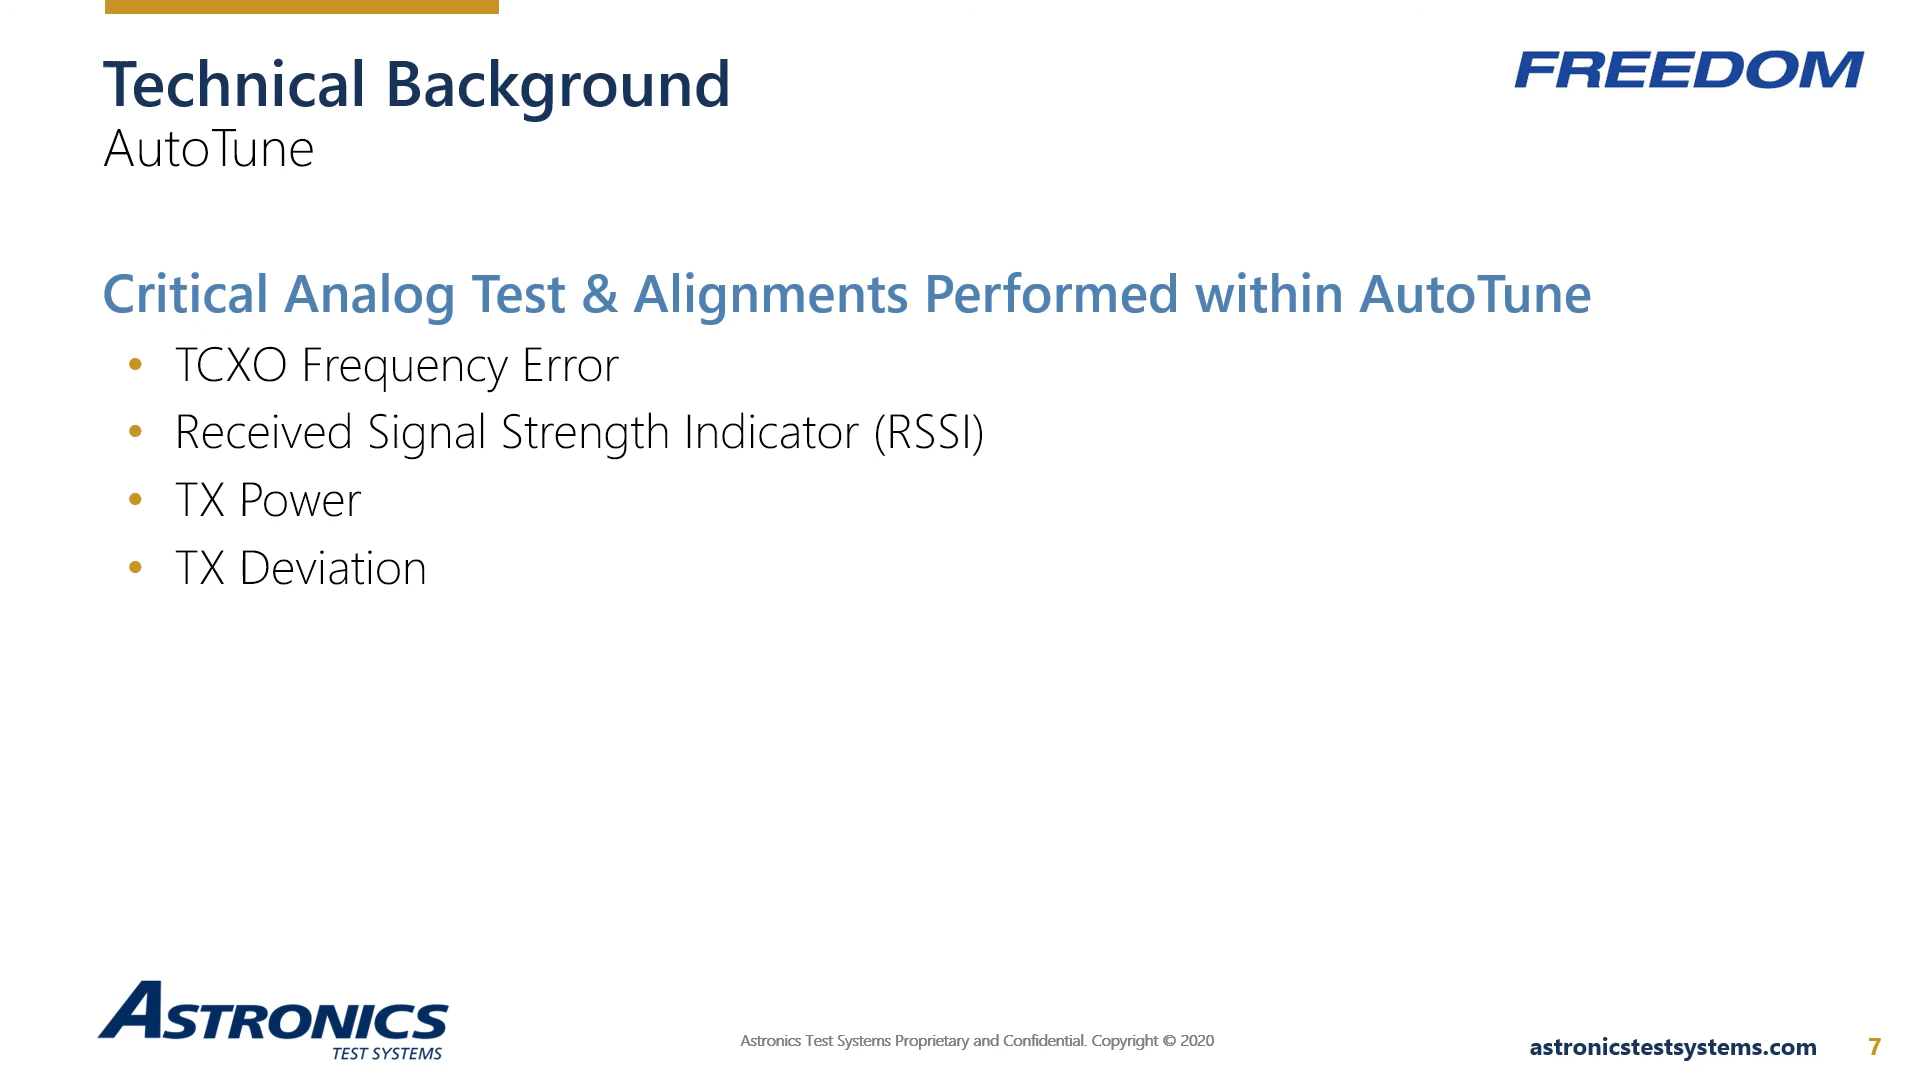 Technical Background
FREEDOM
AutoTune
Critical Analog Test & Alignments Performed within AutoTune
• TCXO Frequency Error
• Received Signal Strength Indicator (RSSI)
• TX Power
• TX Deviation
ASTRONICS
TEST SYSTEMS
Astronics Test Systems Proprietary and Confidential. Copyright © 2020
astronicstestsystems.com
7